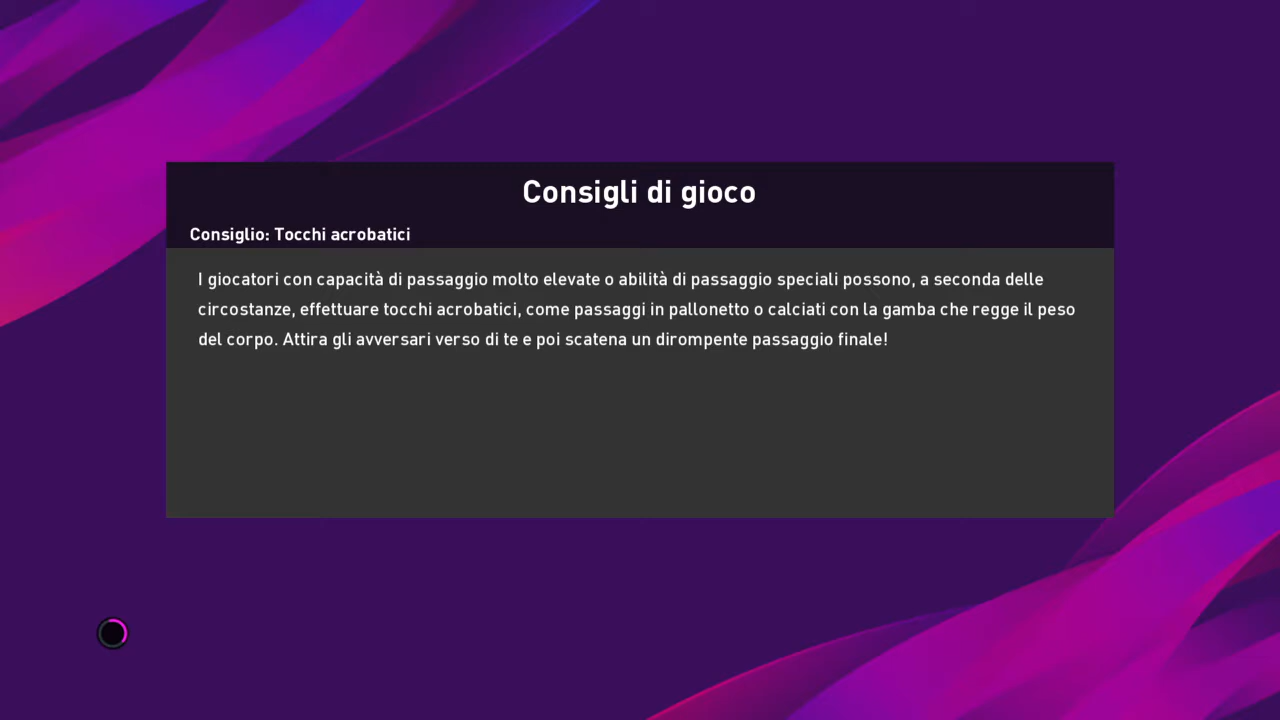 Consigli di gioco
Consiglio: Tocchi acrobatici
I giocatori con capacità di passaggio molto elevate o abilità di passaggio speciali possono, a seconda delle
circostanze, effettuare tocchi acrobatici, come passaggi in pallonetto o calciati con la gamba che regge il peso
del corpo. Attira gli avversari verso di te e poi scatena un dirompente passaggio finale!